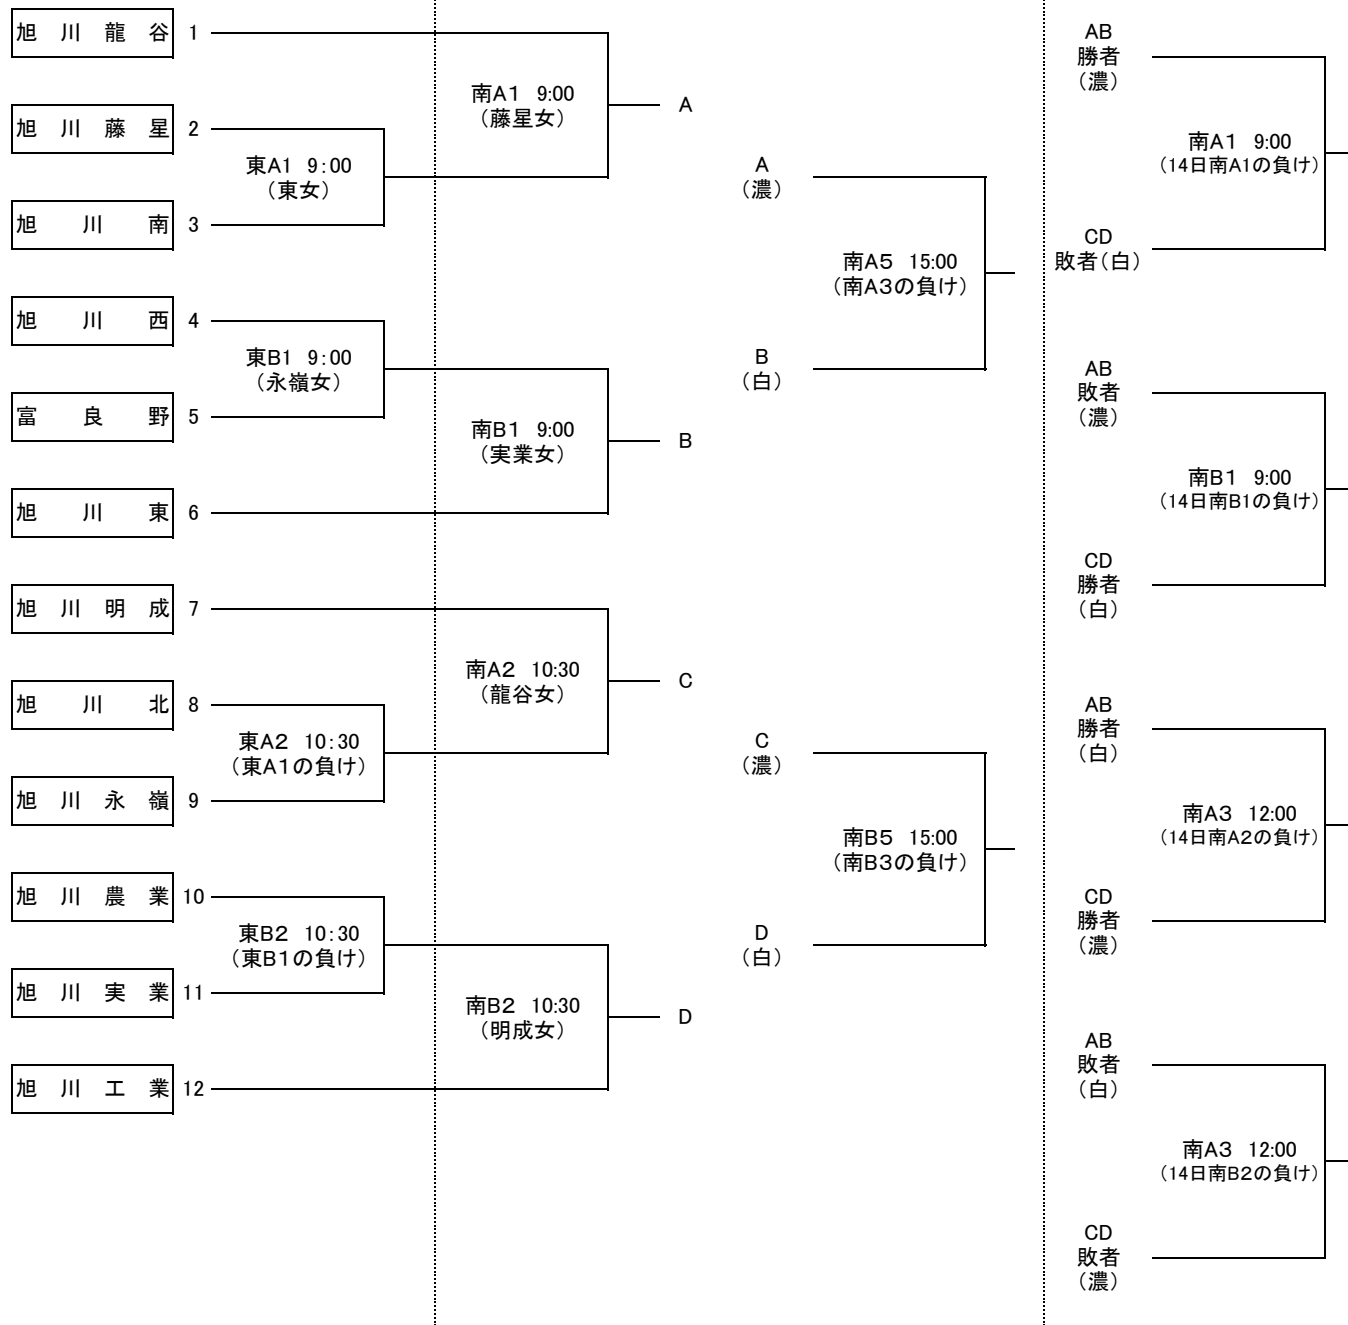 旭川龍谷 1
旭川藤星 2
旭川南 3
旭川西 4
富良野 5
旭川東 6
旭川明成 7
旭川北 8
旭川永嶺 9
旭川農業 10
旭川実業 11
旭川工業 12
東A1 9:00
(東女)
東B1 9:00
(永嶺女)
東A2 10:30
(東A1の負け)
東B2 10:30
(東B1の負け)
南A1 9:00
(藤星女)
A
南B1 9:00
(実業女)
B
南A2 10:30
(龍谷女)
C
南B2 10:30
(明成女)
D
A
(濃)
南A5 15:00
(南A3の負け)
B
(白)
C
(濃)
南B5 15:00
(南B3の負け)
D
(白)
AB
勝者
(濃)
南A1 9:00
(14日南A1の負け)
CD
敗者(白)
AB
敗者
(濃)
南B1 9:00
(14日南B1の負け)
CD
勝者
(白)
AB
勝者
(白)
南A3 12:00
(14日南A2の負け)
CD
勝者
(濃)
AB
敗者
(白)
南A3 12:00
(14日南B2の負け)
CD
敗者
(濃)